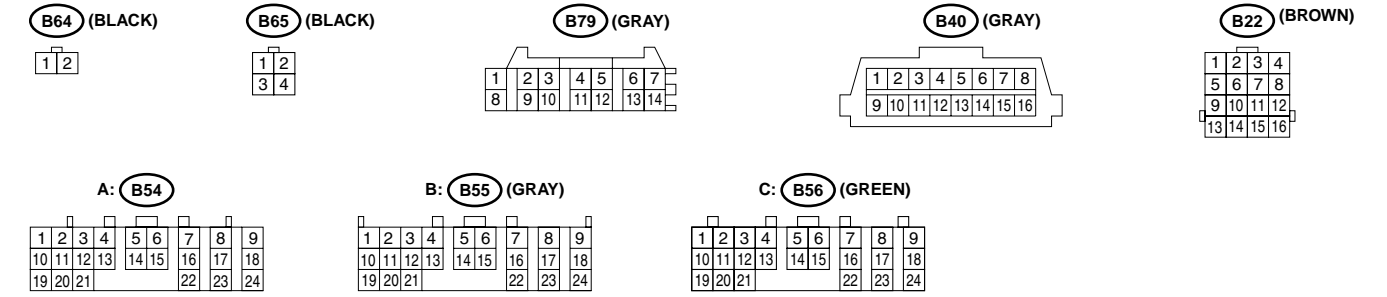 B64 (BLACK) B65 (BLACK) B79 (GRAY) B40 (GRAY) B22 (BROWN)
1 2
1 2
3 4
1 2 3 4 5 6 7
8 9 10 11 12 13 14
1 2 3 4 5 6 7 8
9 10 11 12 13 14 15 16
1 2 3 4
5 6 7 8
9 10 11 12
13 14 15 16
A: B54 B: B55 (GRAY) C: B56 (GREEN)
1 2 3 4 5 6 7 8 9
10 11 12 13 14 15 16 17 18
19 20 21 22 23 24
1 2 3 4 5 6 7 8 9
10 11 12 13 14 15 16 17 18
19 20 21 22 23 24
1 2 3 4 5 6 7 8 9
10 11 12 13 14 15 16 17 18
19 20 21 22 23 24